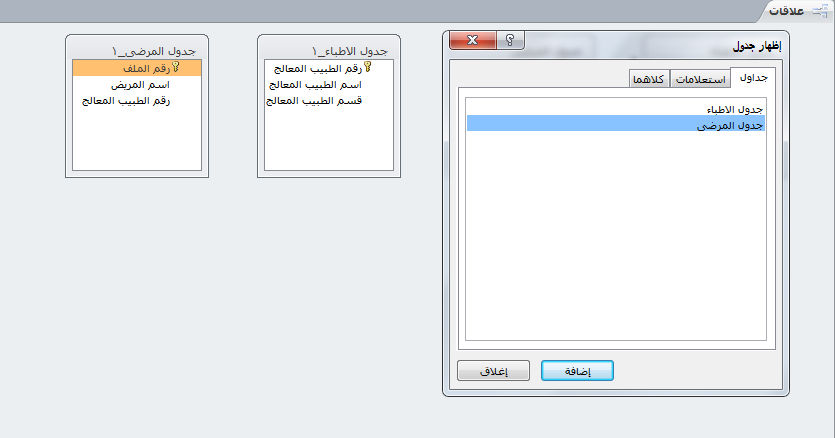 علاقات
إظهار جدول
جداول
استعلامات
كلاهما
جدول الاطباء
جدول المرضى
إضافة
إغلاق
جدول الاطباء_١
رقم الطبيب المعالج
اسم الطبيب المعالج
قسم الطبيب المعالج
جدول المرضى_١
رقم الملف
اسم المريض
رقم الطبيب المعالج